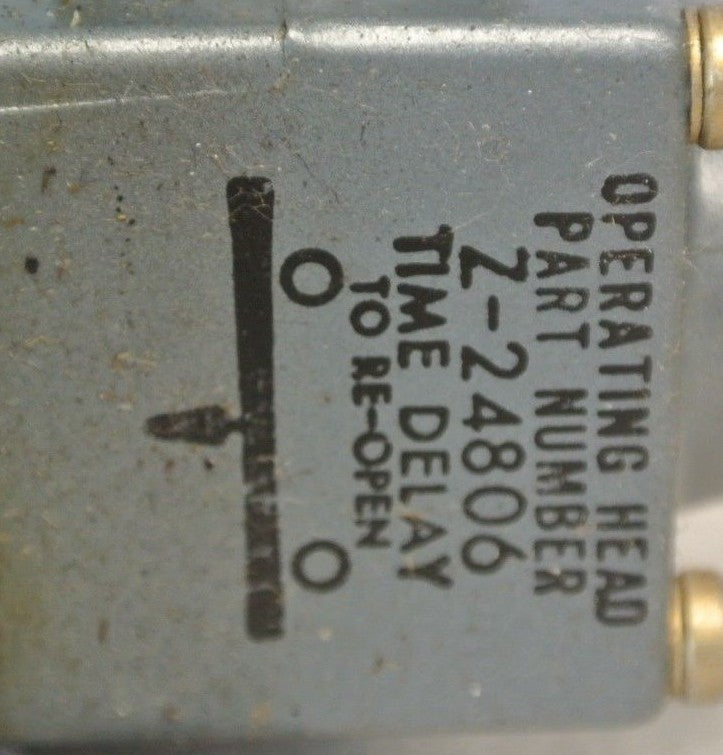 OPERATING HEAD
PART NUMBER
Z-24806
TIME DELAY
TO RE-OPEN